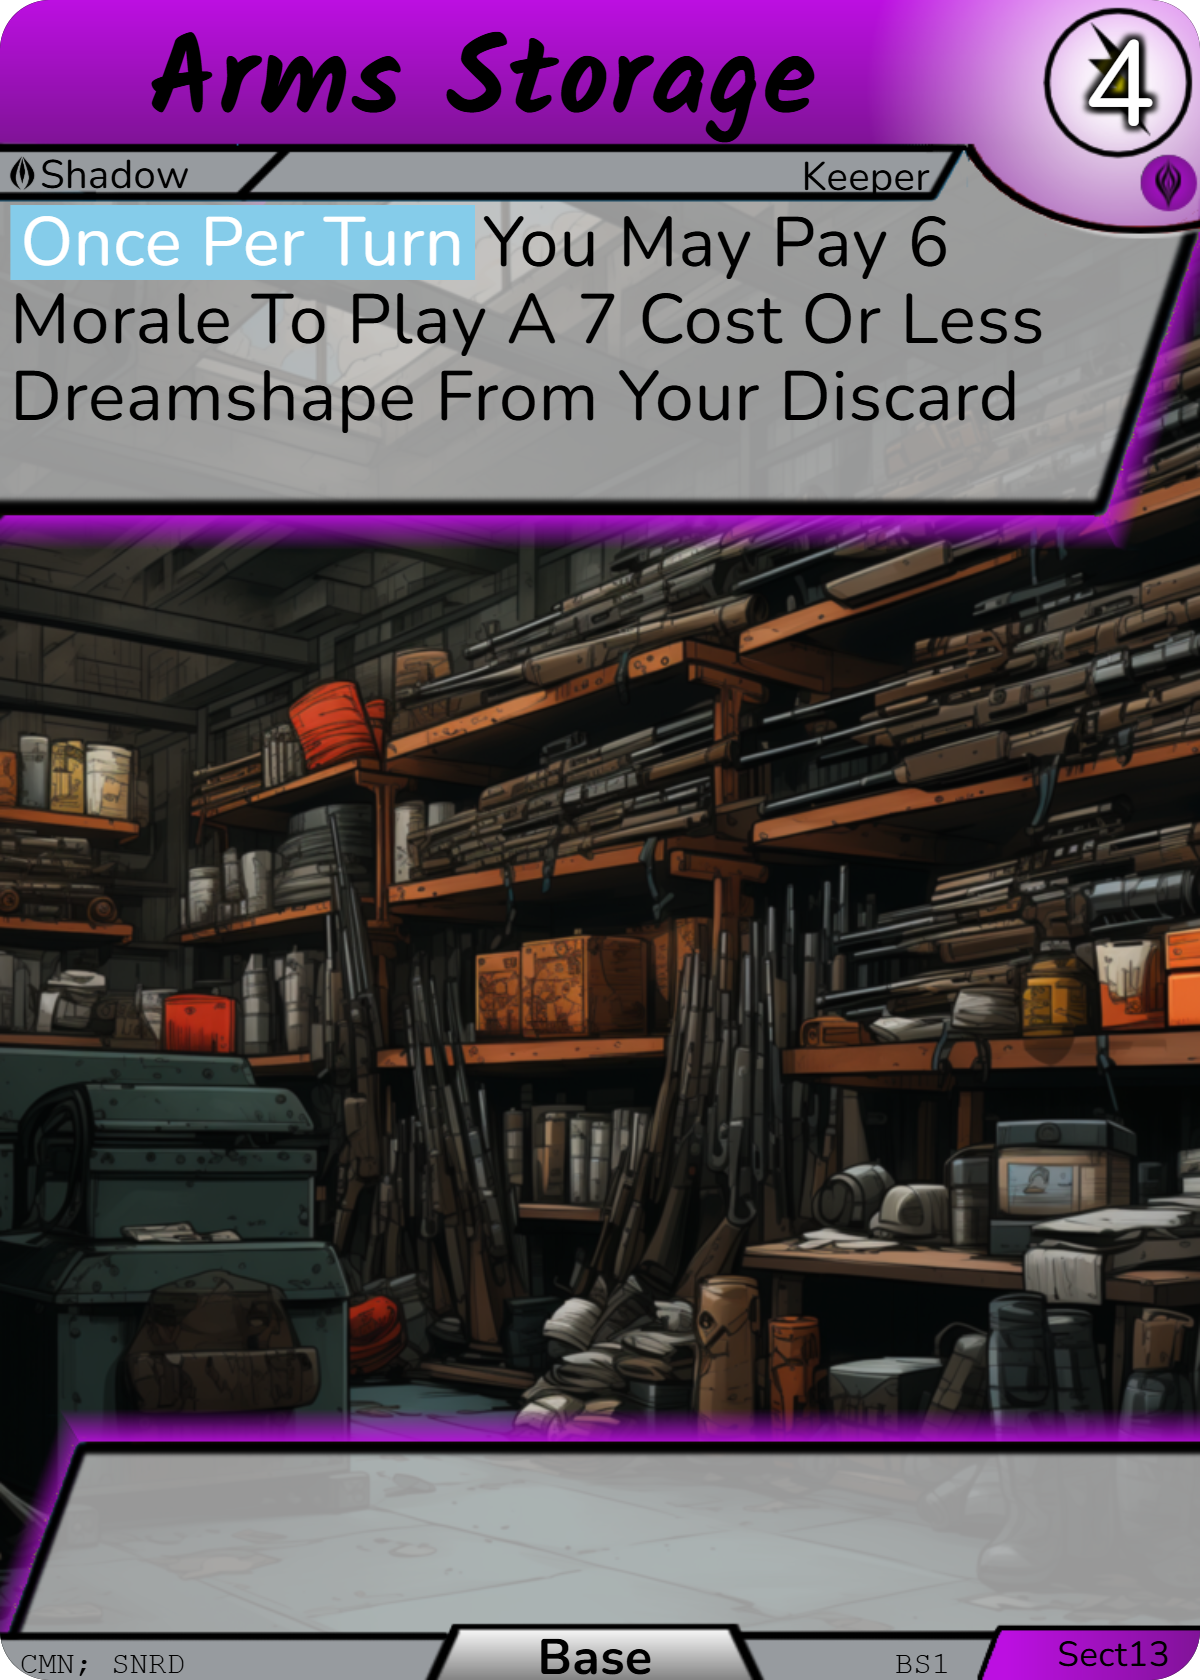 Arms Storage
4
Shadow
Keeper
Once Per Turn You May Pay 6
Morale To Play A 7 Cost Or Less
Dreamshape From Your Discard
CMN; SNRD
Base
BS1
Sect13